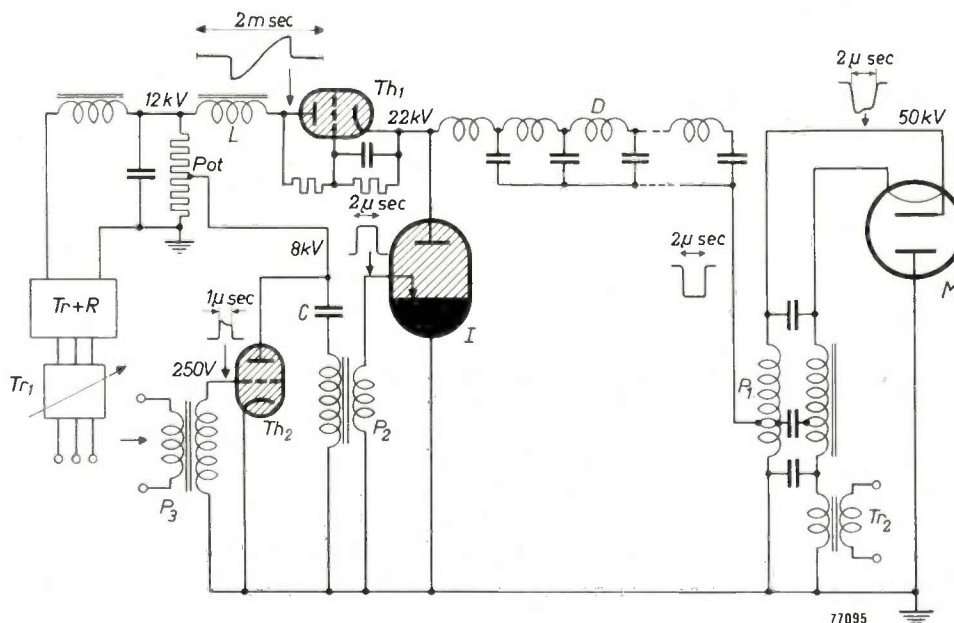 2 m sec
Th1
2 μ sec
12 kV
22 kV
D
50 kV
L
Pot
2 μ sec
8 kV
2 μ sec
M
1 μ sec
C
I
Tr + R
250 V
P1
Tr1
Th2
P2
P3
Tr2
77095